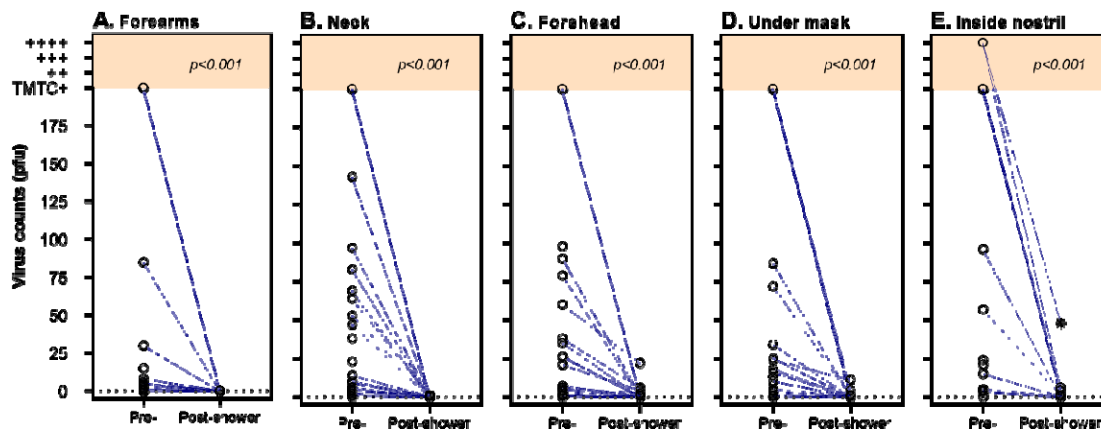 A. Forearms
B. Neck
C. Forehead
D. Under mask
E. Inside nostril
++++
+++
++
TMTC+
175
150
125
100
75
50
25
0
Virus counts (pfu)
p<0.001
p<0.001
p<0.001
p<0.001
p<0.001
Pre- Post-shower
Pre- Post-shower
Pre- Post-shower
Pre- Post-shower
Pre- Post-shower